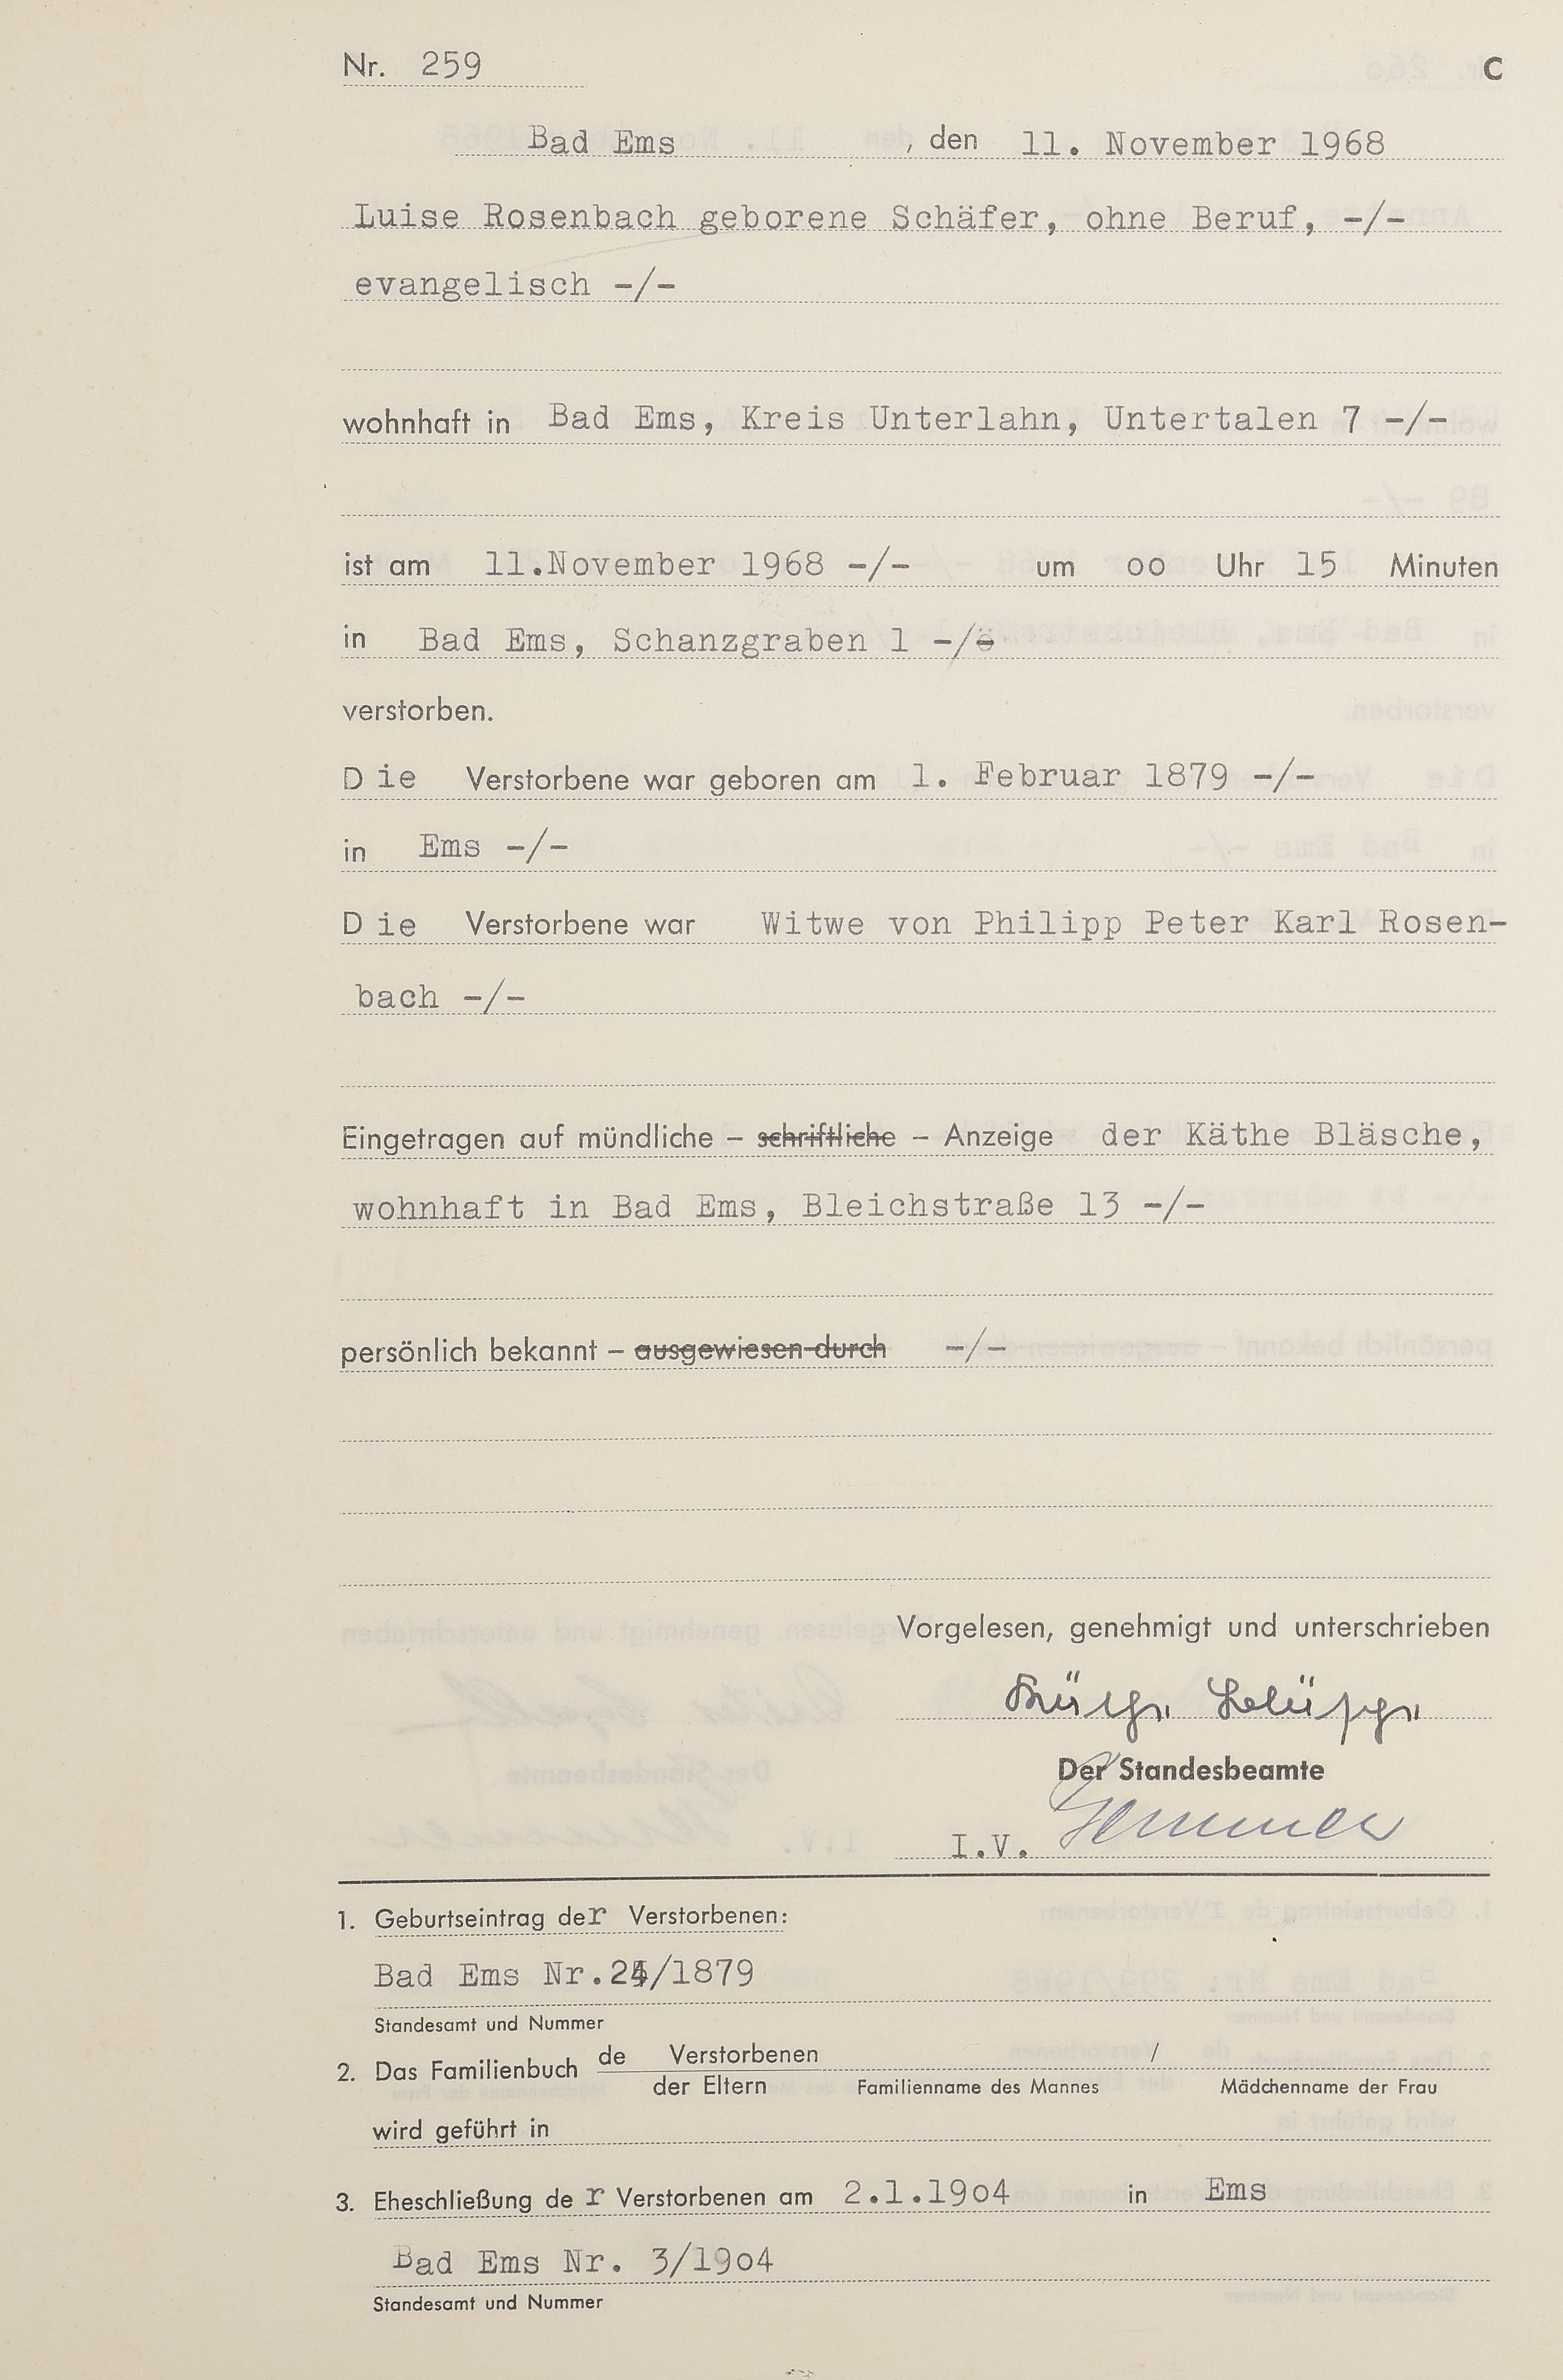 Nr. 259
C
Bad Ems , den 11. November 1968
Luise Rosenbach geborene Schäfer, ohne Beruf, -/-
evangelisch -/-
wohnhaft in Bad Ems, Kreis Unterlahn, Untertalen 7 -/-
ist am 11.November 1968 -/- um oo Uhr 15 Minuten
in Bad Ems, Schanzgraben 1 -/-
verstorben.
Die Verstorbene war geboren am 1. Februar 1879 -/-
in Ems -/-
Die Verstorbene war Witwe von Philipp Peter Karl Rosen-
bach -/-
Eingetragen auf mündliche – schriftliche – Anzeige der Käthe Bläsche,
wohnhaft in Bad Ems, Bleichstraße 13 -/-
persönlich bekannt – ausgewiesen durch -/-
Vorgelesen, genehmigt und unterschrieben
Der Standesbeamte
I.V.
1. Geburtseintrag der Verstorbenen:
Bad Ems Nr. /1879
Standesamt und Nummer
2. Das Familienbuch de Verstorbenen /
der Eltern Familienname des Mannes Mädchenname der Frau
wird geführt in
3. Eheschließung der Verstorbenen am 2.1.19o4 in Ems
Bad Ems Nr. 3/19o4
Standesamt und Nummer